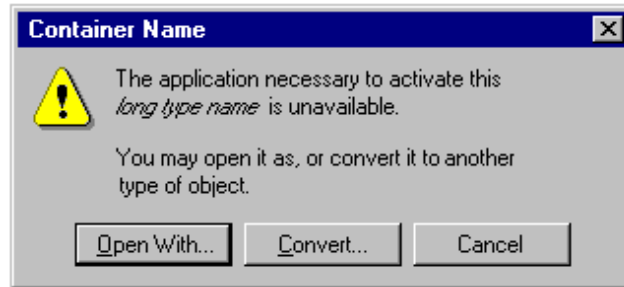 Container Name
The application necessary to activate this
long type name is unavailable.
You may open it as, or convert it to another
type of object.
Open With...
Convert...
Cancel